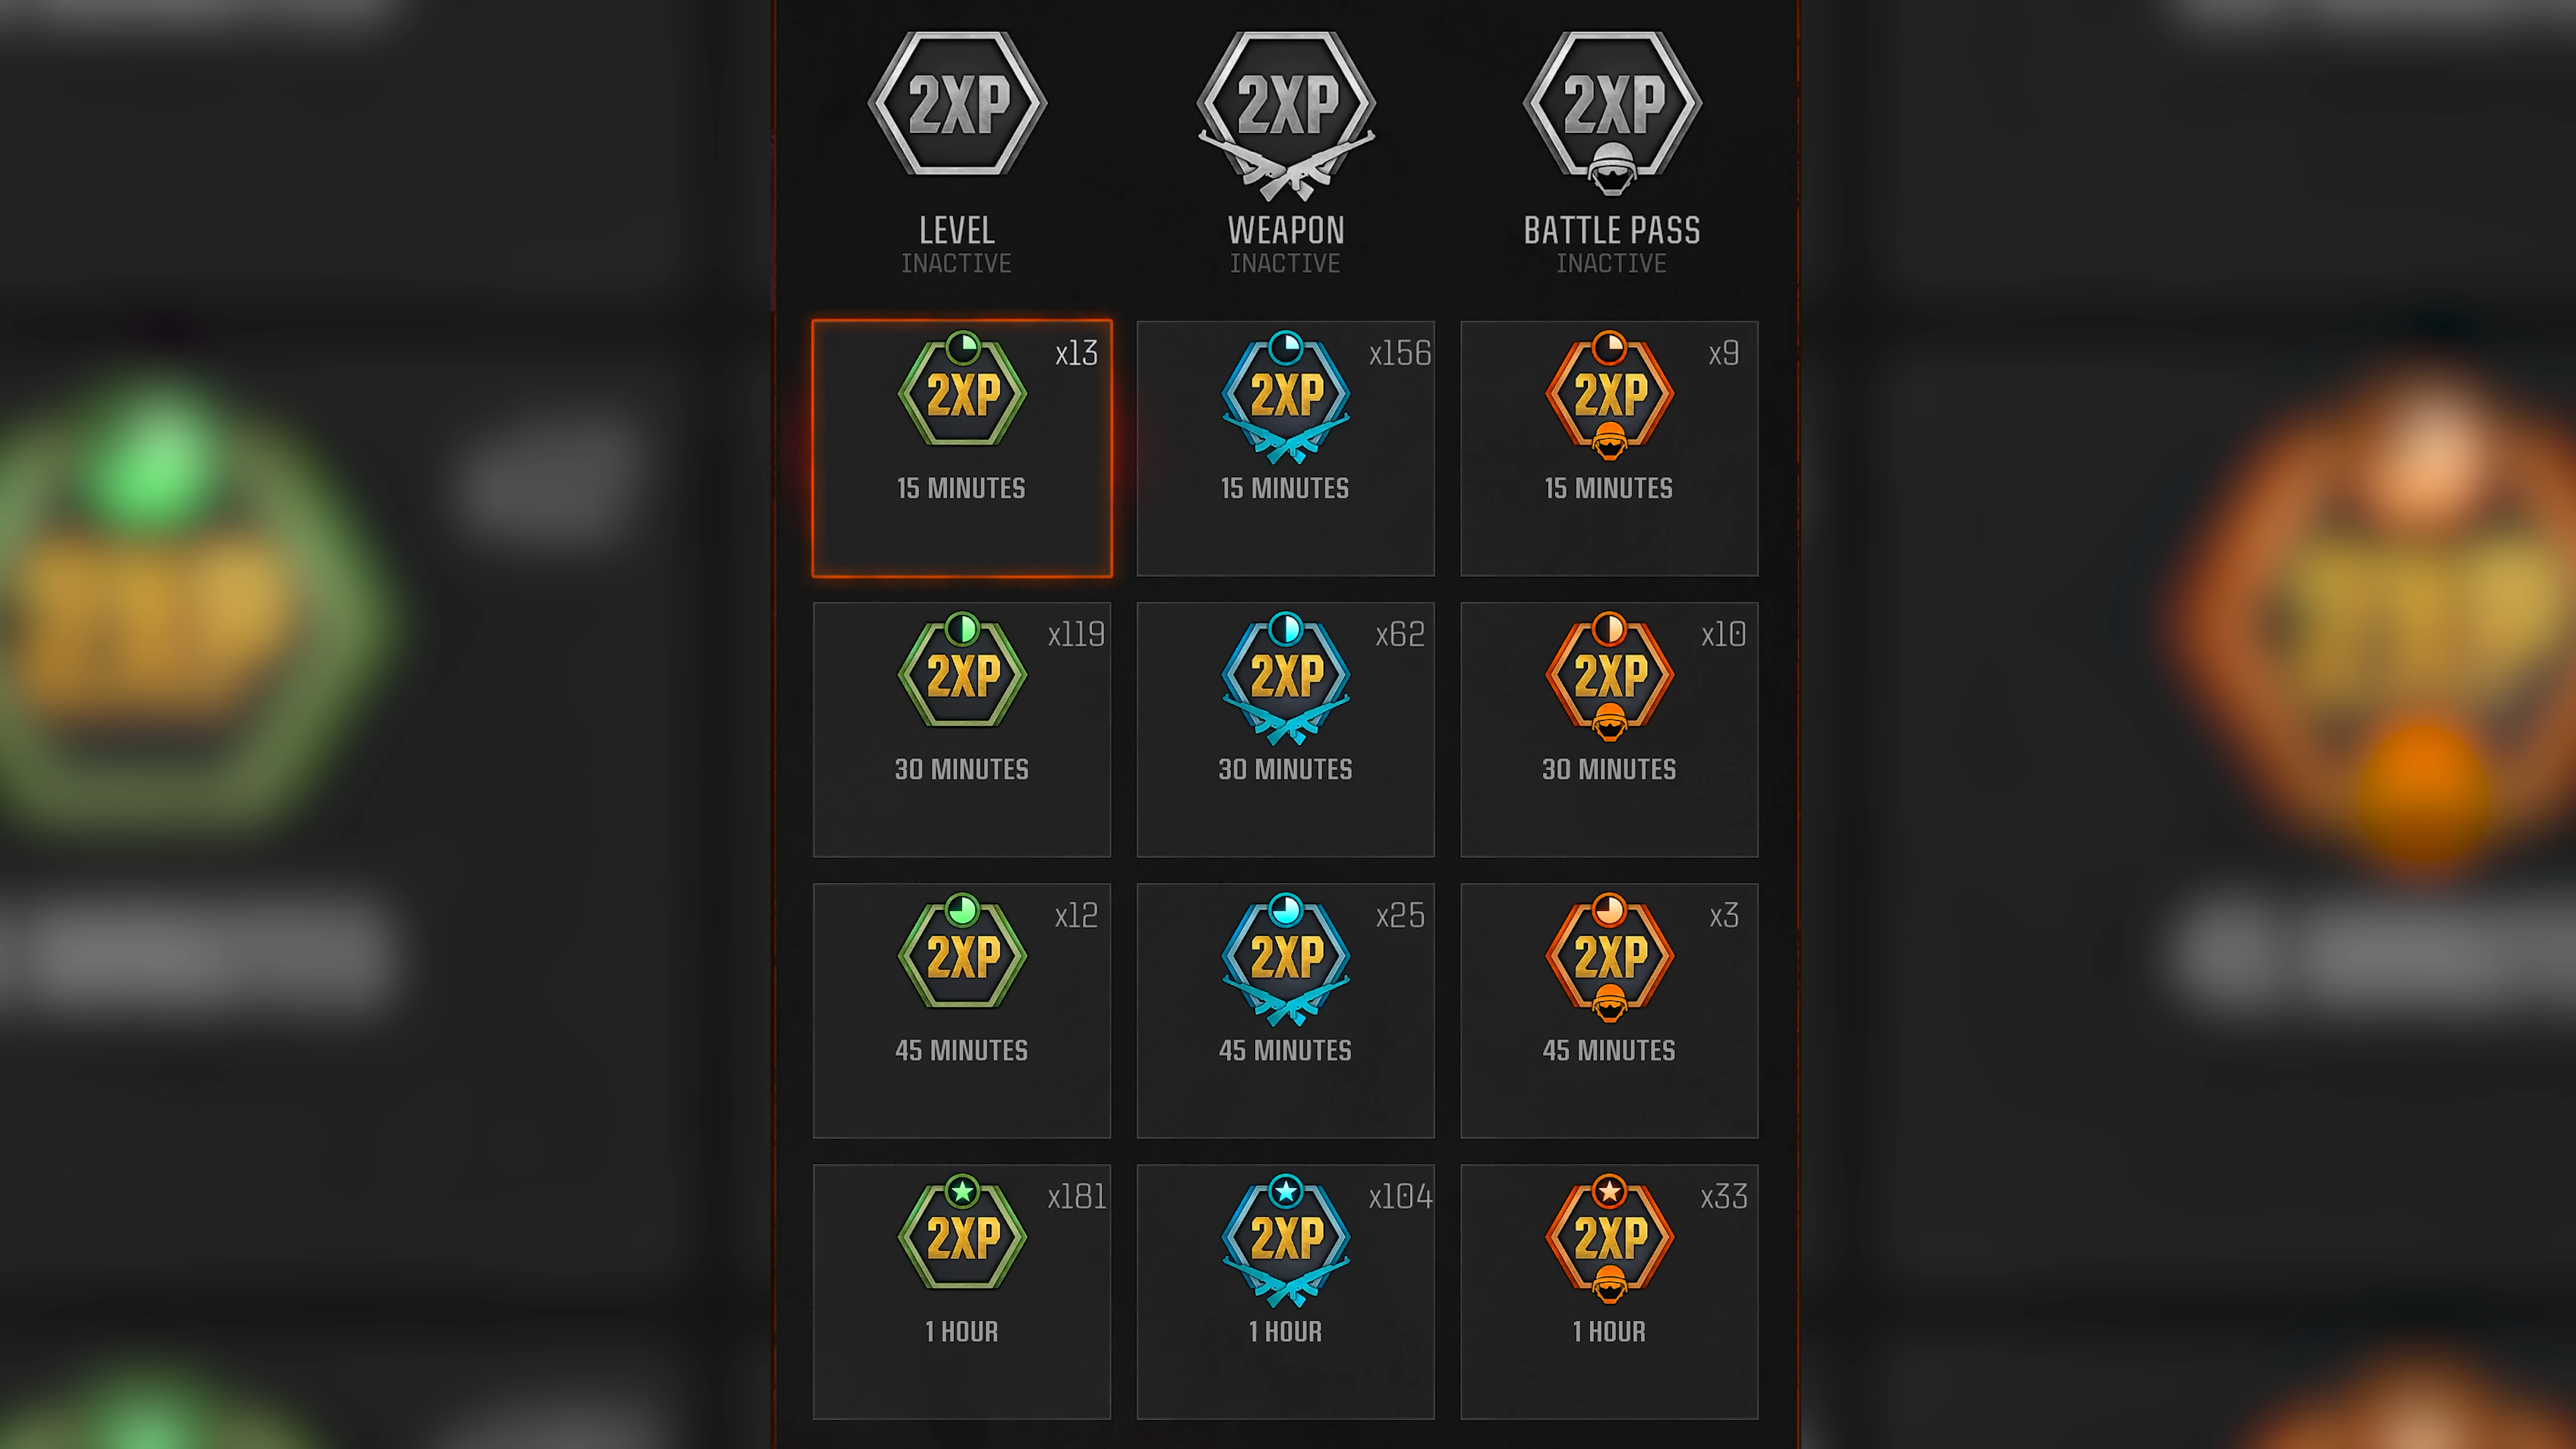 2XP 2XP 2XP
LEVEL WEAPON BATTLE PASS
INACTIVE INACTIVE INACTIVE
x13 x156 x9
2XP 2XP 2XP
15 MINUTES 15 MINUTES 15 MINUTES
x119 x62 x10
2XP 2XP 2XP
30 MINUTES 30 MINUTES 30 MINUTES
x12 x25 x3
2XP 2XP 2XP
45 MINUTES 45 MINUTES 45 MINUTES
x181 x104 x33
2XP 2XP 2XP
1 HOUR 1 HOUR 1 HOUR